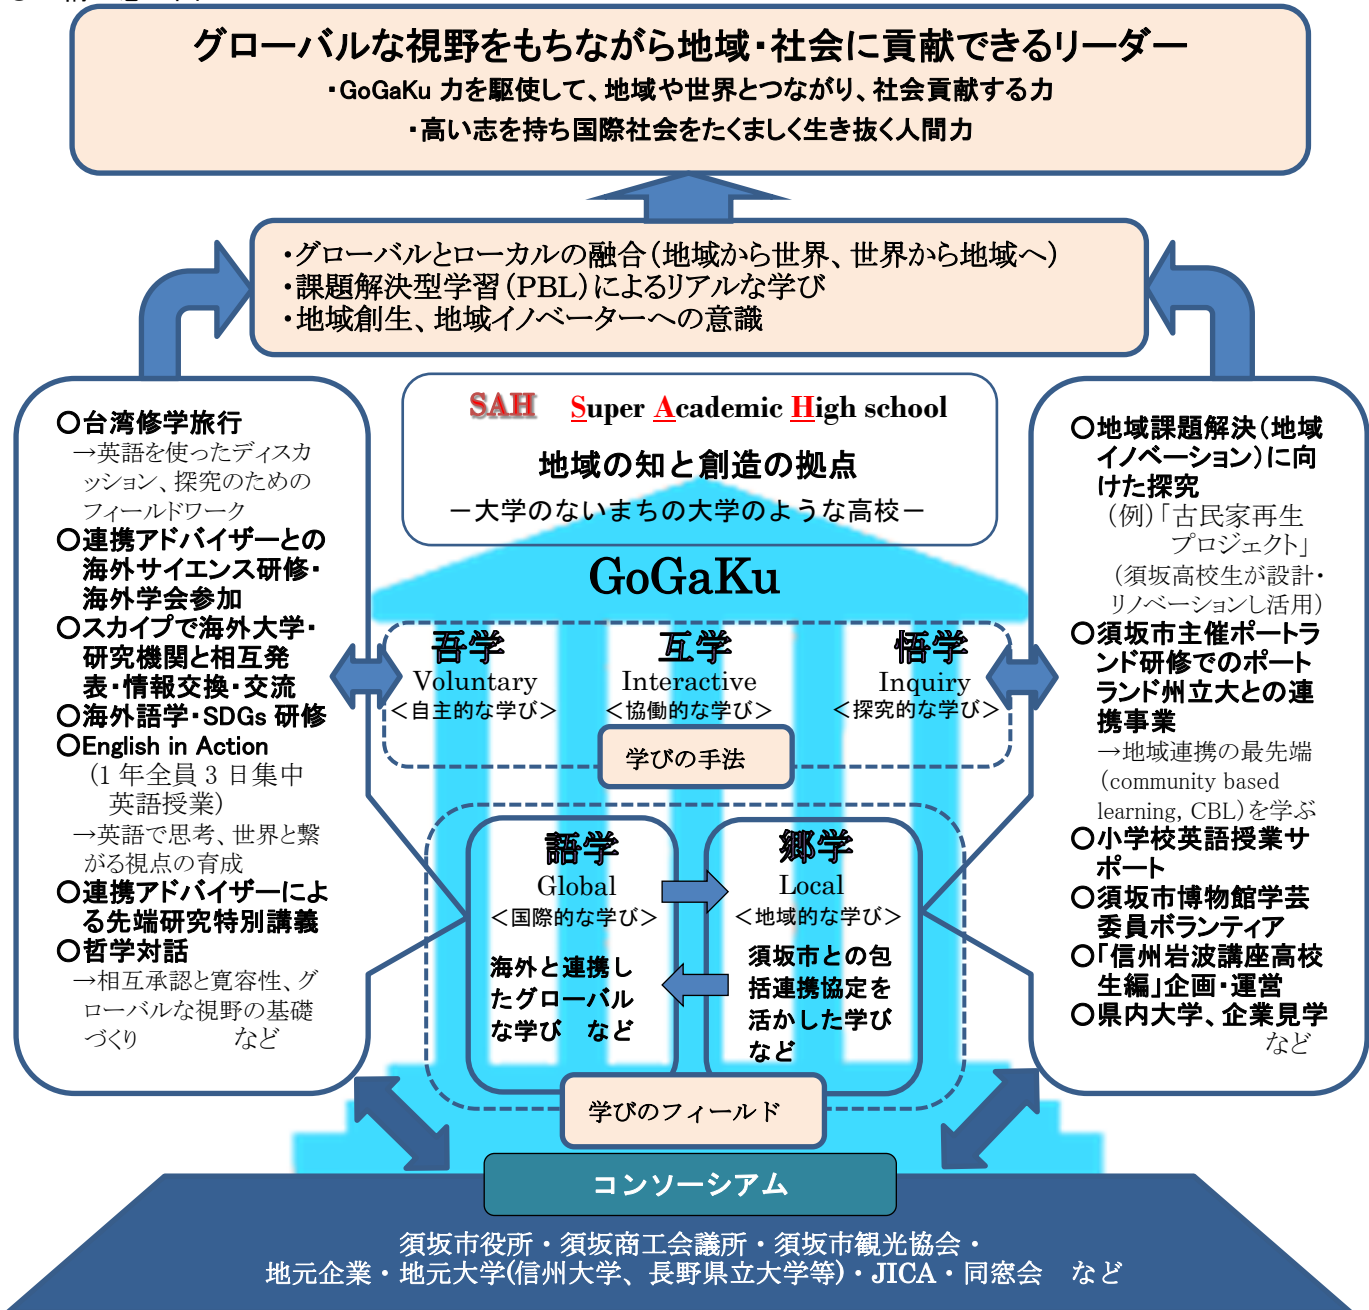 グローバルな視野をもちながら地域・社会に貢献できるリーダー
・GoGaKu 力を駆使して、地域や世界とつながり、社会貢献する力
・高い志を持ち国際社会をたくましく生き抜く人間力
・グローバルとローカルの融合(地域から世界、世界から地域へ)
・課題解決型学習(PBL)によるリアルな学び
・地域創生、地域イノベーターへの意識
SAH Super Academic High school
地域の知と創造の拠点
－大学のないまちの大学のような高校－
GoGaKu
吾学
Voluntary
＜自主的な学び＞
互学
Interactive
＜協働的な学び＞
悟学
Inquiry
＜探究的な学び＞
学びの手法
語学
Global
＜国際的な学び＞
海外と連携し
たグローバル
な学び など
郷学
Local
＜地域的な学び＞
須坂市との包
括連携協定を
活かした学び
など
学びのフィールド
〇台湾修学旅行
→英語を使ったディスカ
ッション、探究のための
フィールドワーク
〇連携アドバイザーとの
海外サイエンス研修・
海外学会参加
〇スカイプで海外大学・
研究機関と相互発
表・情報交換・交流
〇海外語学・SDGs 研修
〇English in Action
(1 年全員 3 日集中
英語授業)
→英語で思考、世界と繋
がる視点の育成
〇連携アドバイザーによ
る先端研究特別講義
〇哲学対話
→相互承認と寛容性、グ
ローバルな視野の基礎
づくり など
〇地域課題解決(地域
イノベーション)に向
けた探究
(例)「古民家再生
プロジェクト」
(須坂高校生が設計・
リノベーションし活用)
〇須坂市主催ポートラ
ンド研修でのポート
ランド州立大との連
携事業
→地域連携の最先端
(community based
learning, CBL)を学ぶ
〇小学校英語授業サ
ポート
〇須坂市博物館学芸
委員ボランティア
〇「信州岩波講座高校
生編」企画・運営
〇県内大学、企業見学
など
コンソーシアム
須坂市役所・須坂商工会議所・須坂市観光協会・
地元企業・地元大学(信州大学、長野県立大学等)・JICA・同窓会 など